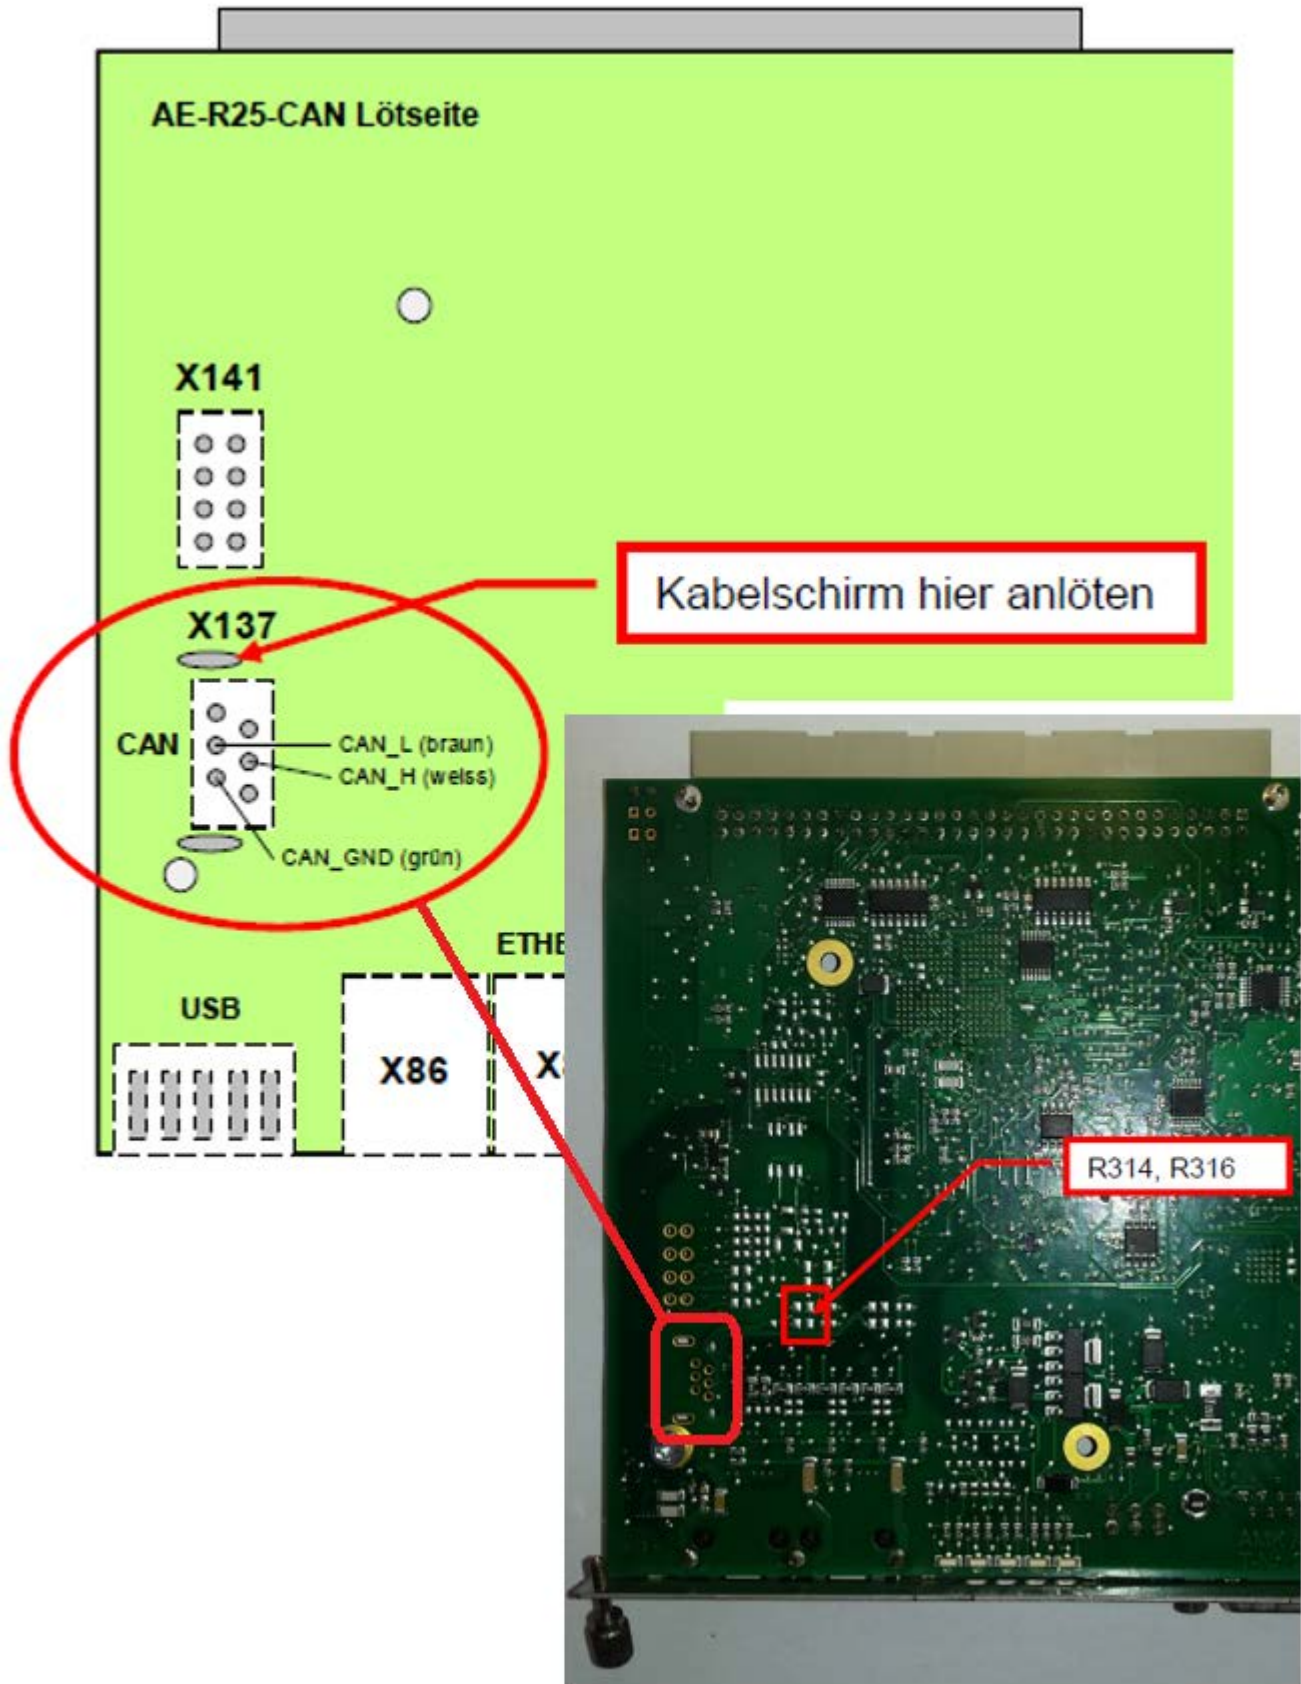 AE-R25-CAN Lötseite
X141
Kabelschirm hier anlöten
X137
CAN
CAN_L (braun)
CAN_H (weiss)
CAN_GND (grün)
ETHE
USB
X86
X
R314, R316